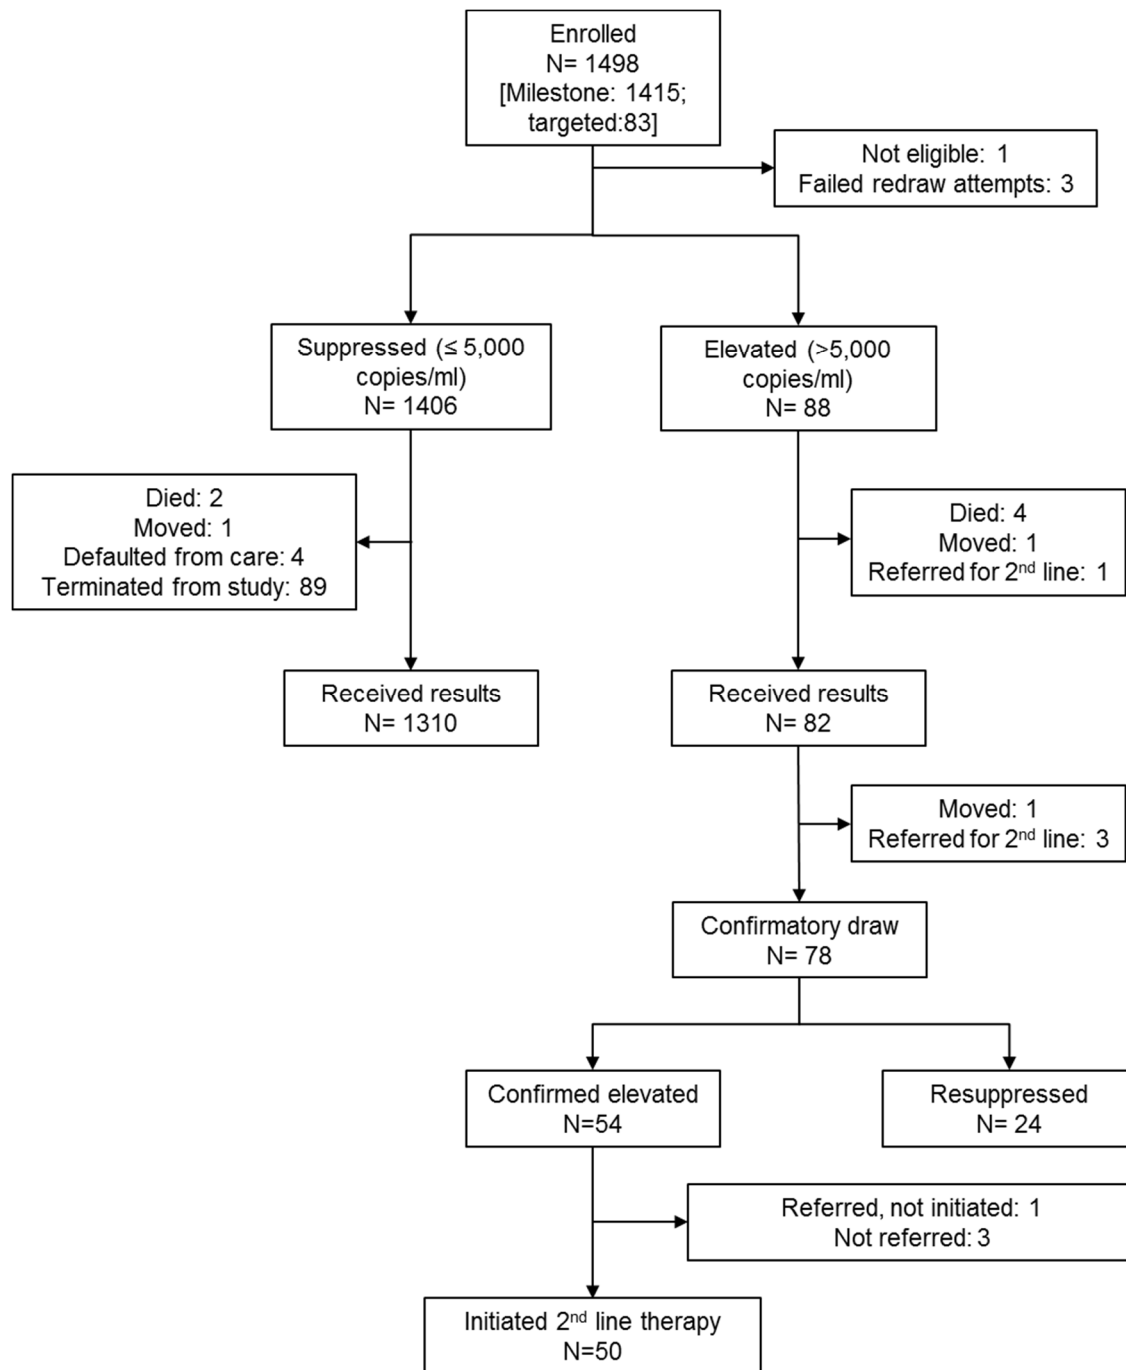 Enrolled
N= 1498
[Milestone: 1415;
targeted:83]
Not eligible: 1
Failed redraw attempts: 3
Suppressed (≤ 5,000
copies/ml)
N= 1406
Elevated (>5,000
copies/ml)
N= 88
Died: 2
Moved: 1
Defaulted from care: 4
Terminated from study: 89
Died: 4
Moved: 1
Referred for 2nd line: 1
Received results
N= 1310
Received results
N= 82
Moved: 1
Referred for 2nd line: 3
Confirmatory draw
N= 78
Confirmed elevated
N=54
Resuppressed
N= 24
Referred, not initiated: 1
Not referred: 3
Initiated 2nd line therapy
N=50